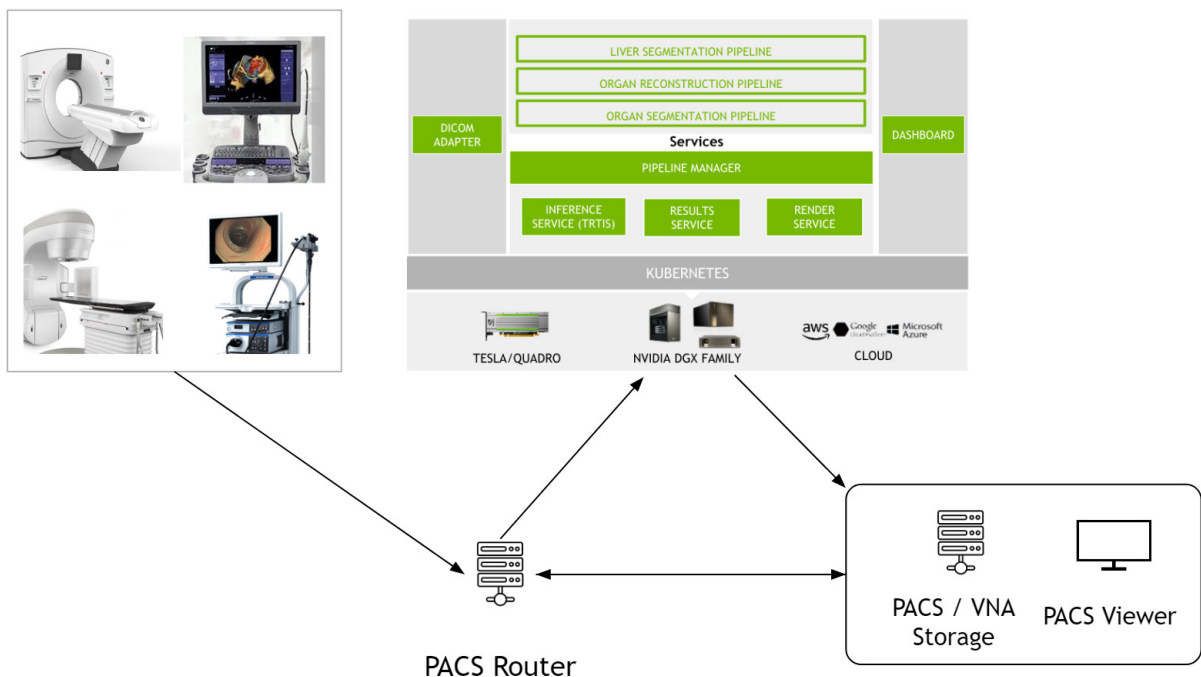 LIVER SEGMENTATION PIPELINE
ORGAN RECONSTRUCTION PIPELINE
ORGAN SEGMENTATION PIPELINE
DICOM
ADAPTER
Services
DASHBOARD
PIPELINE MANAGER
INFERENCE
SERVICE (TRTIS)
RESULTS
SERVICE
RENDER
SERVICE
KUBERNETES
aws
Google
Microsoft
Azure
TESLA/QUADRO
NVIDIA DGX FAMILY
CLOUD
PACS / VNA
Storage
PACS Viewer
PACS Router